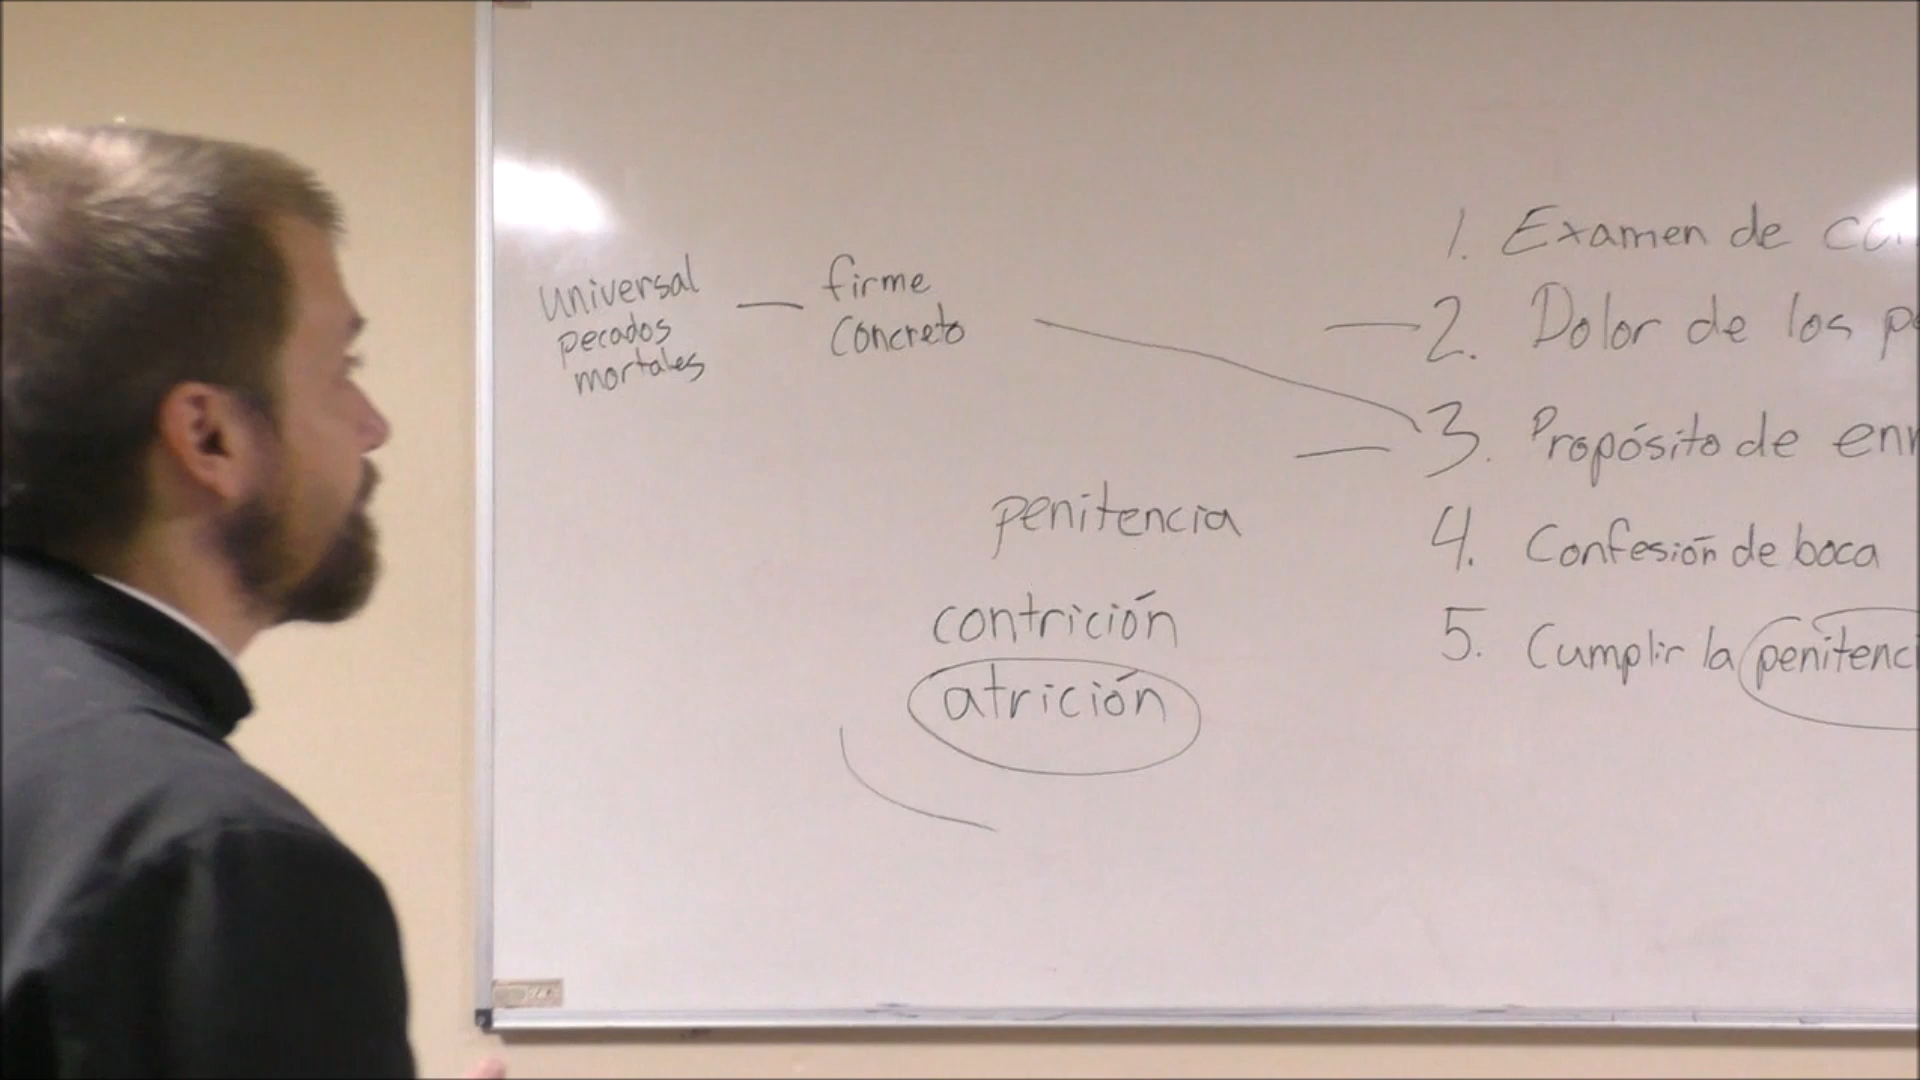 universal
pecados
mortales
firme
concreto
penitencia
contrición
atrición
1. Examen de
2. Dolor de los
3. Propósito de
4. Confesión de boca
5. Cumplir la penitenc